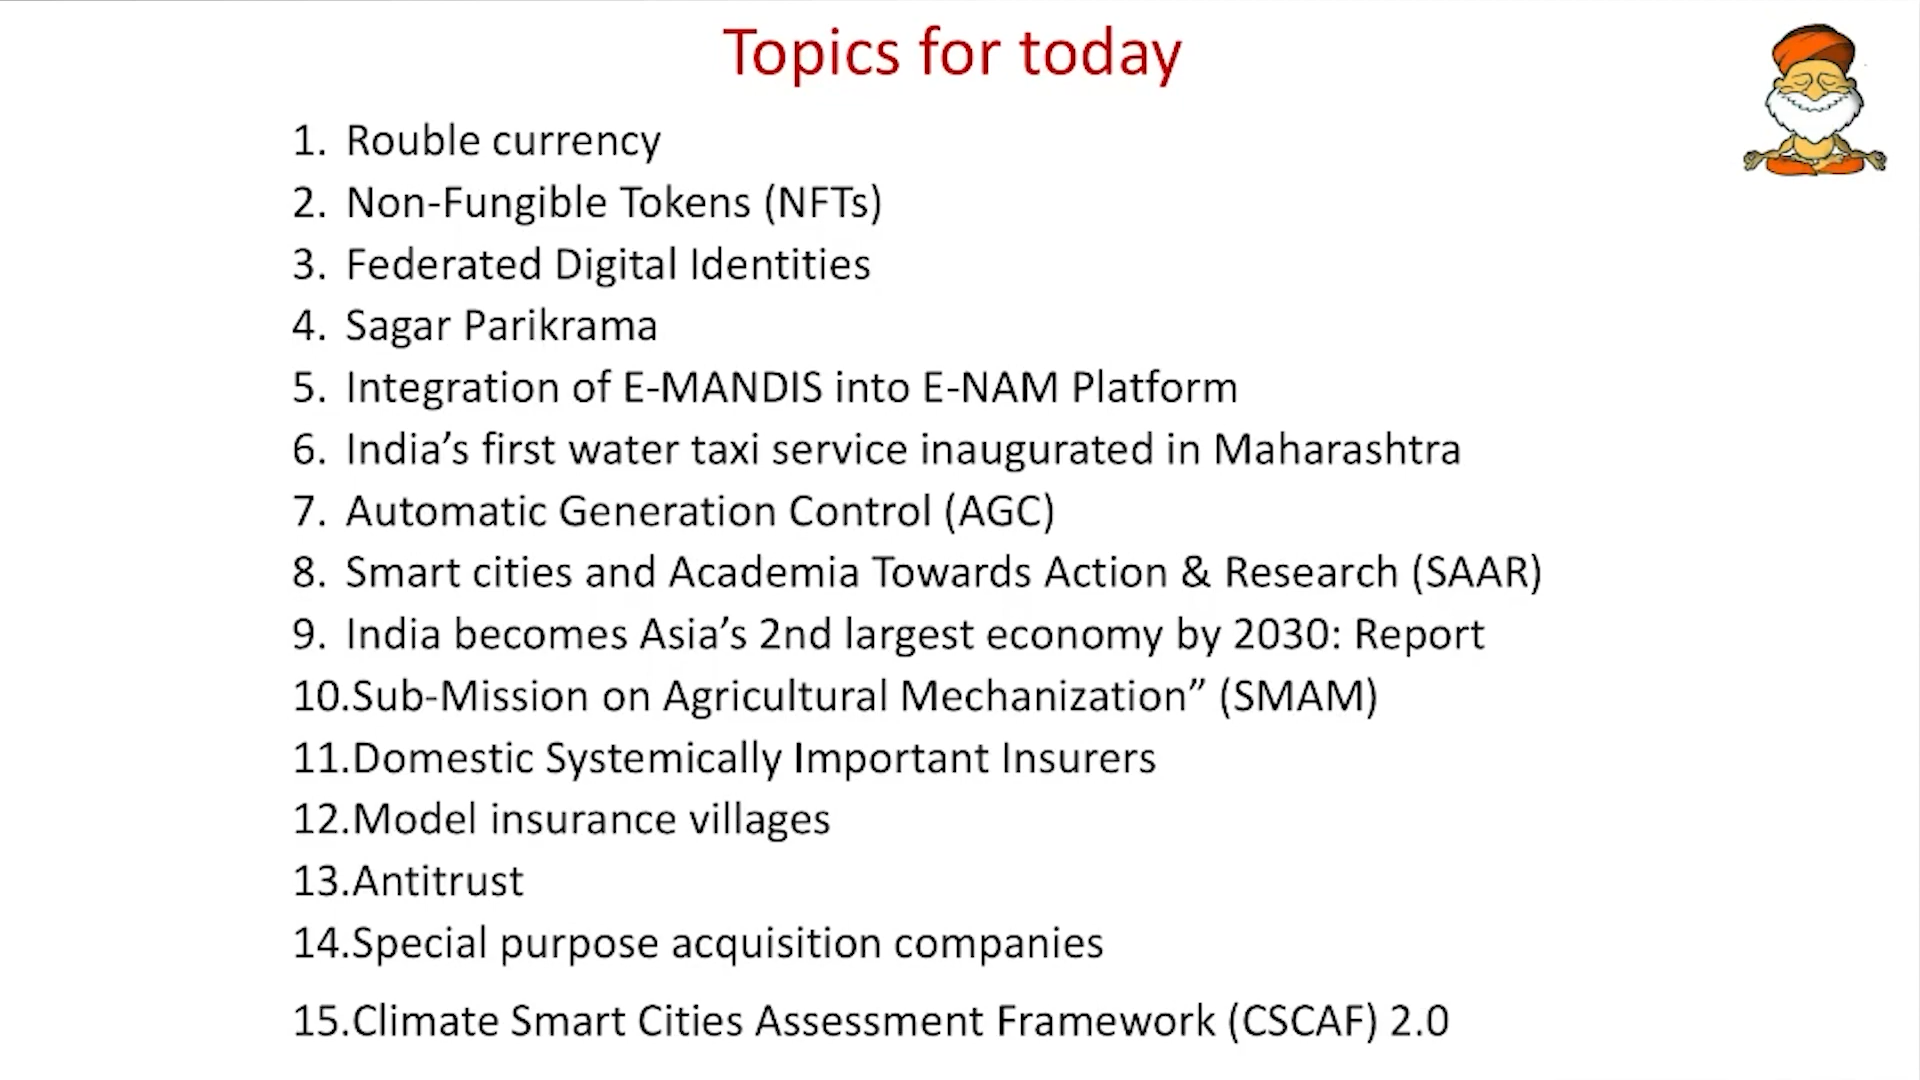 Topics for today
1. Rouble currency
2. Non-Fungible Tokens (NFTs)
3. Federated Digital Identities
4. Sagar Parikrama
5. Integration of E-MANDIS into E-NAM Platform
6. India’s first water taxi service inaugurated in Maharashtra
7. Automatic Generation Control (AGC)
8. Smart cities and Academia Towards Action & Research (SAAR)
9. India becomes Asia’s 2nd largest economy by 2030: Report
10.Sub-Mission on Agricultural Mechanization” (SMAM)
11.Domestic Systemically Important Insurers
12.Model insurance villages
13.Antitrust
14.Special purpose acquisition companies
15.Climate Smart Cities Assessment Framework (CSCAF) 2.0